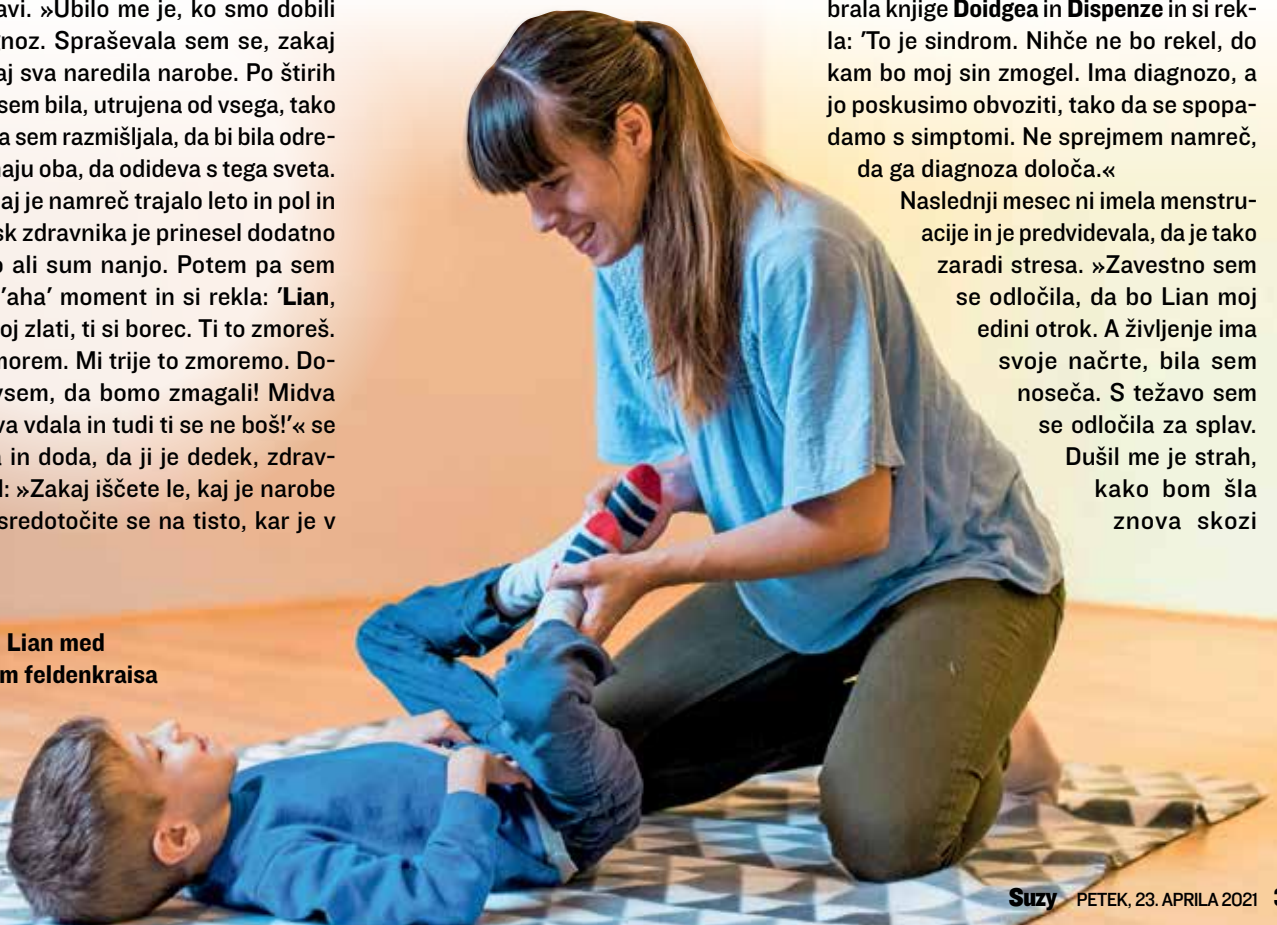 avi. »Ubilo me je, ko smo dobili
gnoz. Spraševala sem se, zakaj
aj sva naredila narobe. Po štirih
sem bila, utrujena od vsega, tako
a sem razmišljala, da bi bila odre-
naju oba, da odideva s tega sveta.
aj je namreč trajalo leto in pol in
sk zdravnika je prinesel dodatno
o ali sum nanjo. Potem pa sem
'aha' moment in si rekla: 'Lian,
oj zlati, ti si borec. Ti to zmoreš.
morem. Mi trije to zmoremo. Do-
vsem, da bomo zmagali! Midva
va vdala in tudi ti se ne boš!'« se
a in doda, da ji je dedek, zdrav-
l: »Zakaj iščete le, kaj je narobe
sredotočite se na tisto, kar je v
Lian med
m feldenkraisa
brala knjige Doidgea in Dispenze in si rek-
la: 'To je sindrom. Nihče ne bo rekel, do
kam bo moj sin zmogel. Ima diagnozo, a
jo poskusimo obvoziti, tako da se spopa-
damo s simptomi. Ne sprejmem namreč,
da ga diagnoza določa.«
Naslednji mesec ni imela menstru-
acije in je predvidevala, da je tako
zaradi stresa. »Zavestno sem
se odločila, da bo Lian moj
edini otrok. A življenje ima
svoje načrte, bila sem
noseča. S težavo sem
se odločila za splav.
Dušil me je strah,
kako bom šla
znova skozi
Suzy PETEK, 23. APRILA 2021